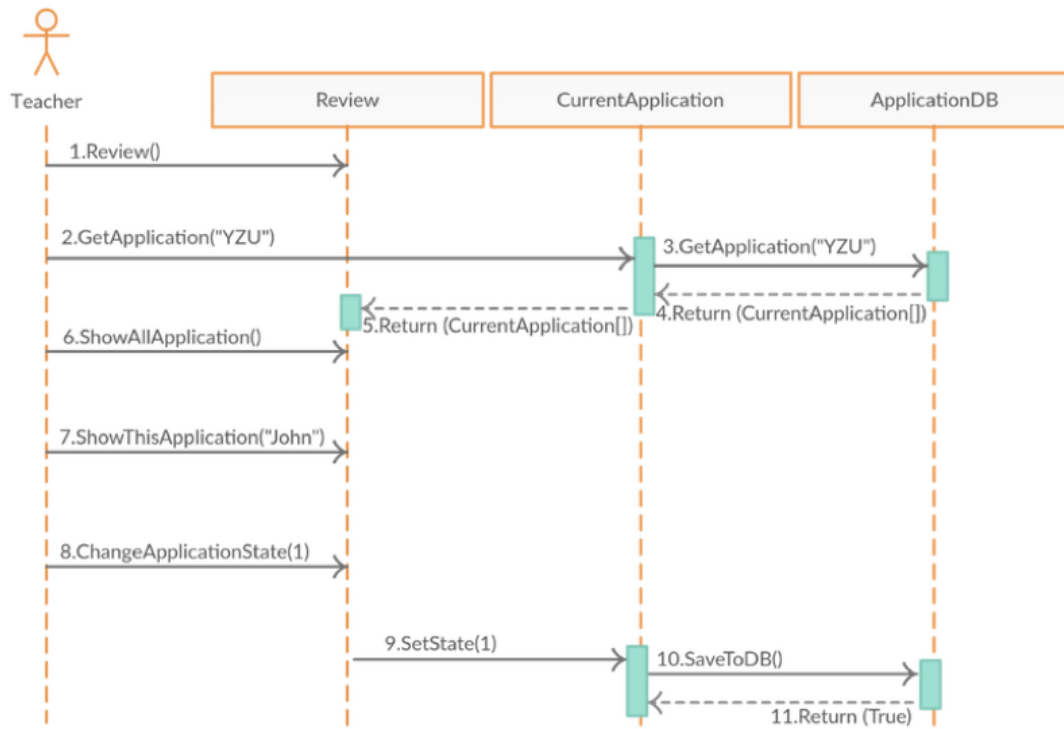 Teacher
Review
CurrentApplication
ApplicationDB
1.Review()
2.GetApplication("YZU")
3.GetApplication("YZU")
4.Return (CurrentApplication[])
5.Return (CurrentApplication[])
6.ShowAllApplication()
7.ShowThisApplication("John")
8.ChangeApplicationState(1)
9.SetState(1)
10.SaveToDB()
11.Return (True)